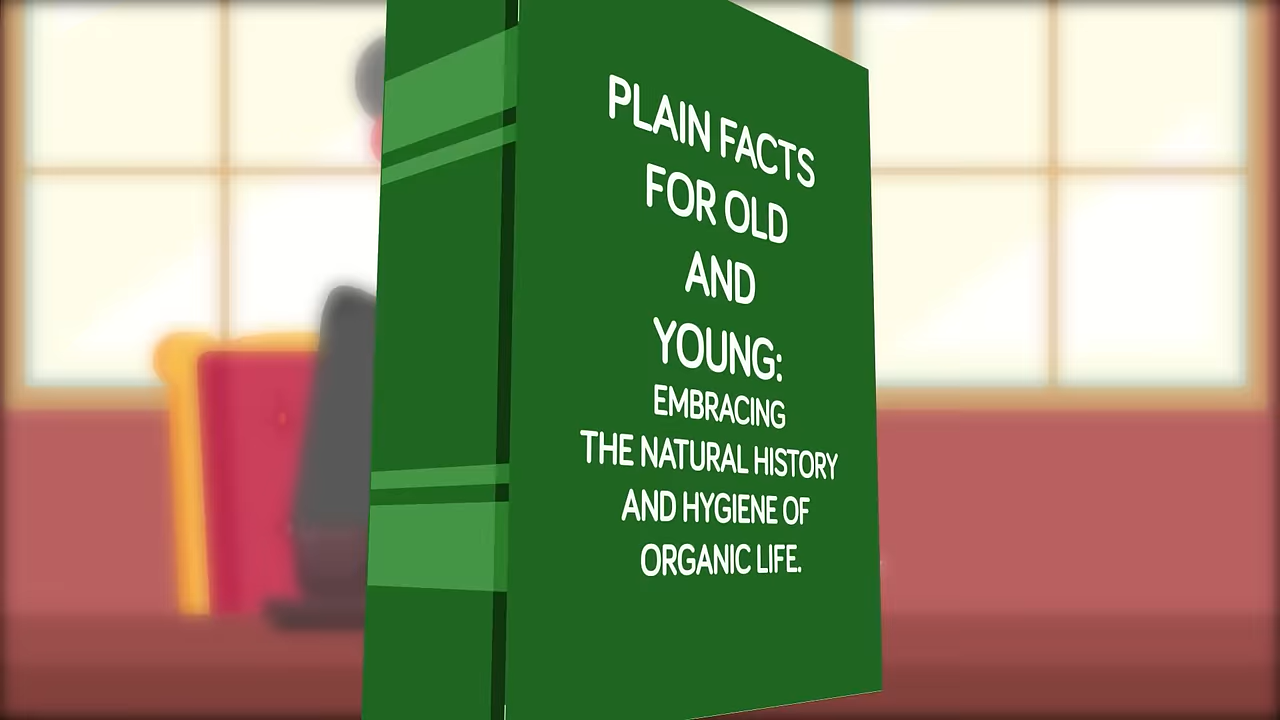 PLAIN FACTS
FOR OLD
AND
YOUNG:
EMBRACING
THE NATURAL HISTORY
AND HYGIENE OF
ORGANIC LIFE.